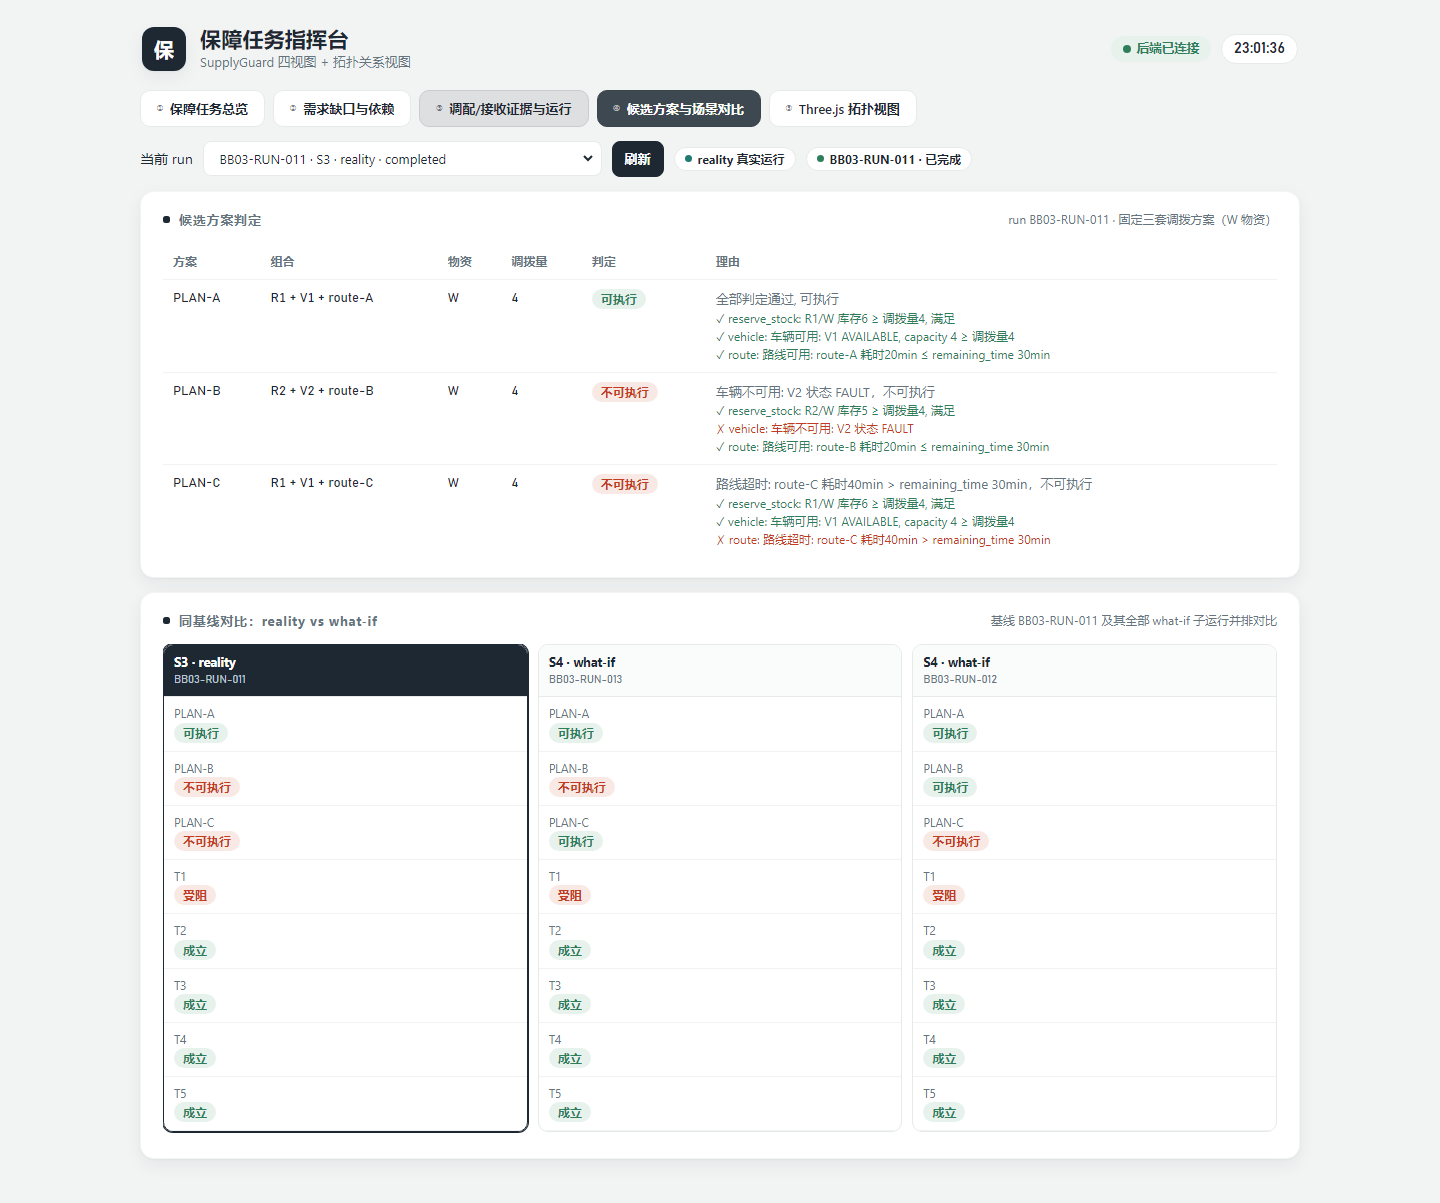 保
保障任务指挥台
SupplyGuard 四视图 + 拓扑关系视图
后端已连接
23:01:36
保障任务总览
需求缺口与依赖
调配/接收证据与运行
候选方案与场景对比
Three.js 拓扑视图
当前 run
BB03-RUN-011 · S3 · reality · completed
刷新
reality 真实运行
BB03-RUN-011 · 已完成
候选方案判定
run BB03-RUN-011 · 固定三套调拨方案（W 物资）
方案 组合 物资 调拨量 判定 理由
PLAN-A R1 + V1 + route-A W 4 可执行 全部判定通过, 可执行
✓ reserve_stock: R1/W 库存6 ≥ 调拨量4, 满足
✓ vehicle: 车辆可用: V1 AVAILABLE, capacity 4 ≥ 调拨量4
✓ route: 路线可用: route-A 耗时20min ≤ remaining_time 30min
PLAN-B R2 + V2 + route-B W 4 不可执行 车辆不可用: V2 状态 FAULT，不可执行
✓ reserve_stock: R2/W 库存5 ≥ 调拨量4, 满足
✗ vehicle: 车辆不可用: V2 状态 FAULT
✓ route: 路线可用: route-B 耗时20min ≤ remaining_time 30min
PLAN-C R1 + V1 + route-C W 4 不可执行 路线超时: route-C 耗时40min > remaining_time 30min，不可执行
✓ reserve_stock: R1/W 库存6 ≥ 调拨量4, 满足
✓ vehicle: 车辆可用: V1 AVAILABLE, capacity 4 ≥ 调拨量4
✗ route: 路线超时: route-C 耗时40min > remaining_time 30min
同基线对比：reality vs what-if
基线 BB03-RUN-011 及其全部 what-if 子运行并排对比
S3 · reality
BB03-RUN-011
PLAN-A
可执行
PLAN-B
不可执行
PLAN-C
不可执行
T1
受阻
T2
成立
T3
成立
T4
成立
T5
成立
S4 · what-if
BB03-RUN-013
PLAN-A
可执行
PLAN-B
不可执行
PLAN-C
可执行
T1
受阻
T2
成立
T3
成立
T4
成立
T5
成立
S4 · what-if
BB03-RUN-012
PLAN-A
可执行
PLAN-B
可执行
PLAN-C
不可执行
T1
受阻
T2
成立
T3
成立
T4
成立
T5
成立